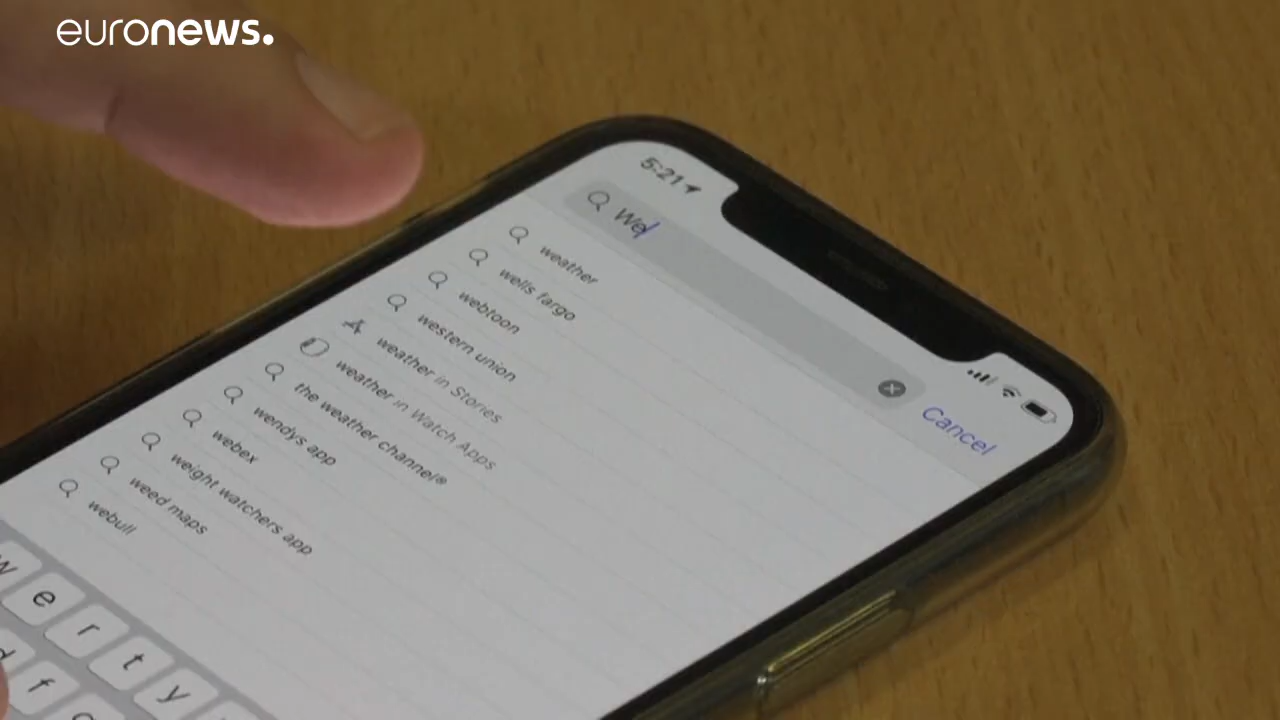 euronews.
5:21
We
Cancel
weather
wells fargo
webtoon
western union
weather in Stories
weather in Watch Apps
the weather channel®
wendys app
webex
weight watchers app
weed maps
webull
w e r t y
d f